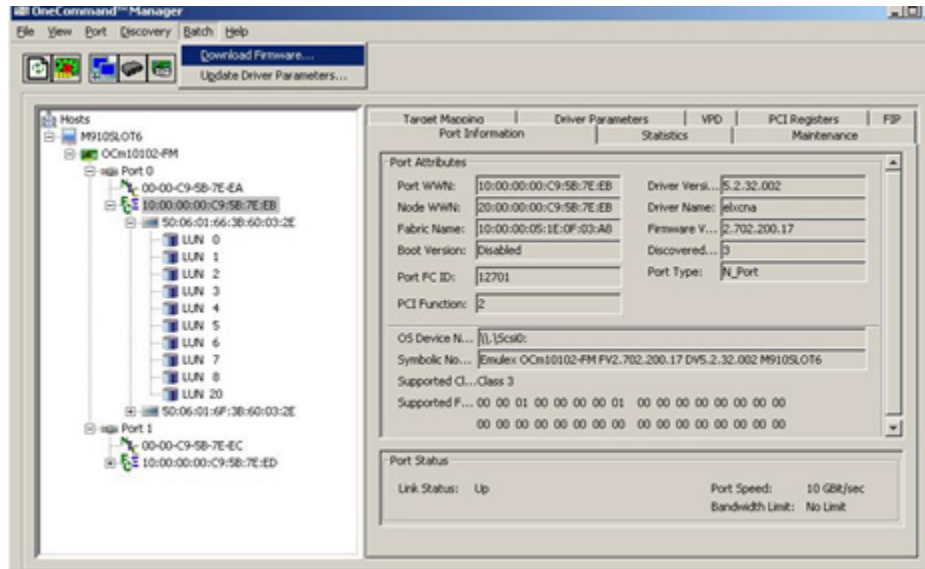 OneCommand™ Manager
File View Port Discovery Batch Help
Download Firmware...
Update Driver Parameters...
Hosts
M910SLOT6
OCm10102-FM
Port 0
00-00-C9-5B-7E-EA
10:00:00:00:C9:5B:7E:EB
50:06:01:66:3B:60:03:2E
LUN 0
LUN 1
LUN 2
LUN 3
LUN 4
LUN 5
LUN 6
LUN 7
LUN 8
LUN 20
50:06:01:6F:3B:60:03:2E
Port 1
00-00-C9-5B-7E-EC
10:00:00:00:C9:5B:7E:ED
Target Mapping Driver Parameters VPD PCI Registers FIP
Port Information Statistics Maintenance
Port Attributes
Port WWN: 10:00:00:00:C9:5B:7E:EB Driver Versi... 5.2.32.002
Node WWN: 20:00:00:00:C9:5B:7E:EB Driver Name: elxcna
Fabric Name: 10:00:00:05:1E:0F:03:A8 Firmware V... 2.702.200.17
Boot Version: Disabled Discovered... 3
Port FC ID: 12701 Port Type: N_Port
PCI Function: 2
OS Device N... \\.\Scsi0:
Symbolic No... Emulex OCm10102-FM FV2.702.200.17 DV5.2.32.002 M910SLOT6
Supported Cl... Class 3
Supported F... 00 00 01 00 00 00 00 01 00 00 00 00 00 00 00 00
00 00 00 00 00 00 00 00 00 00 00 00 00 00 00 00
Port Status
Link Status: Up Port Speed: 10 GBit/sec
Bandwidth Limit: No Limit